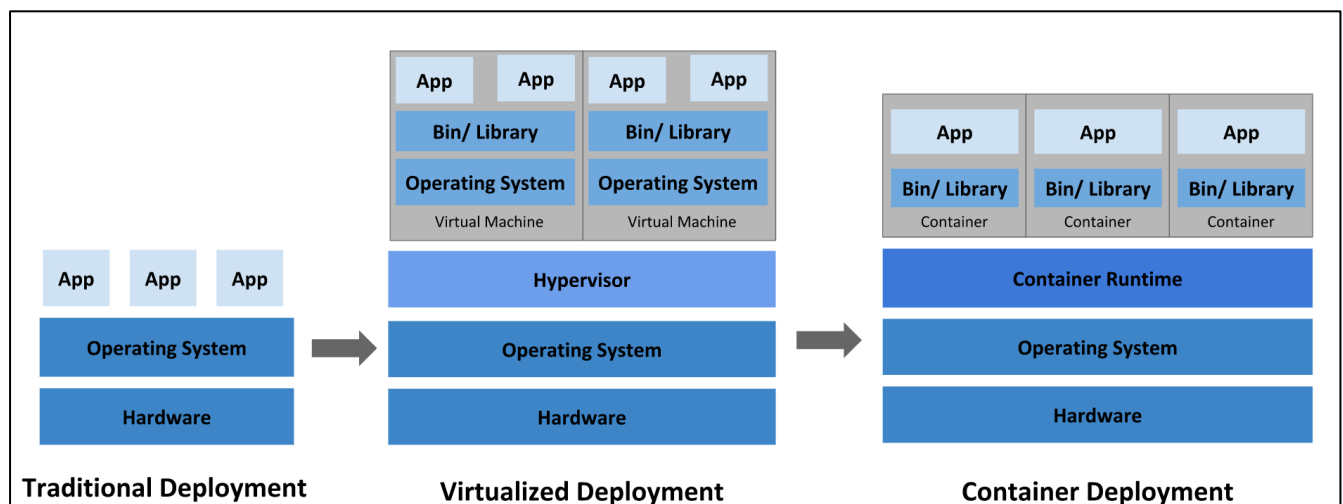 App
App
App
Operating System
Hardware
Traditional Deployment
App
App
Bin/ Library
Operating System
Virtual Machine
App
App
Bin/ Library
Operating System
Virtual Machine
Hypervisor
Operating System
Hardware
Virtualized Deployment
App
Bin/ Library
Container
App
Bin/ Library
Container
App
Bin/ Library
Container
Container Runtime
Operating System
Hardware
Container Deployment